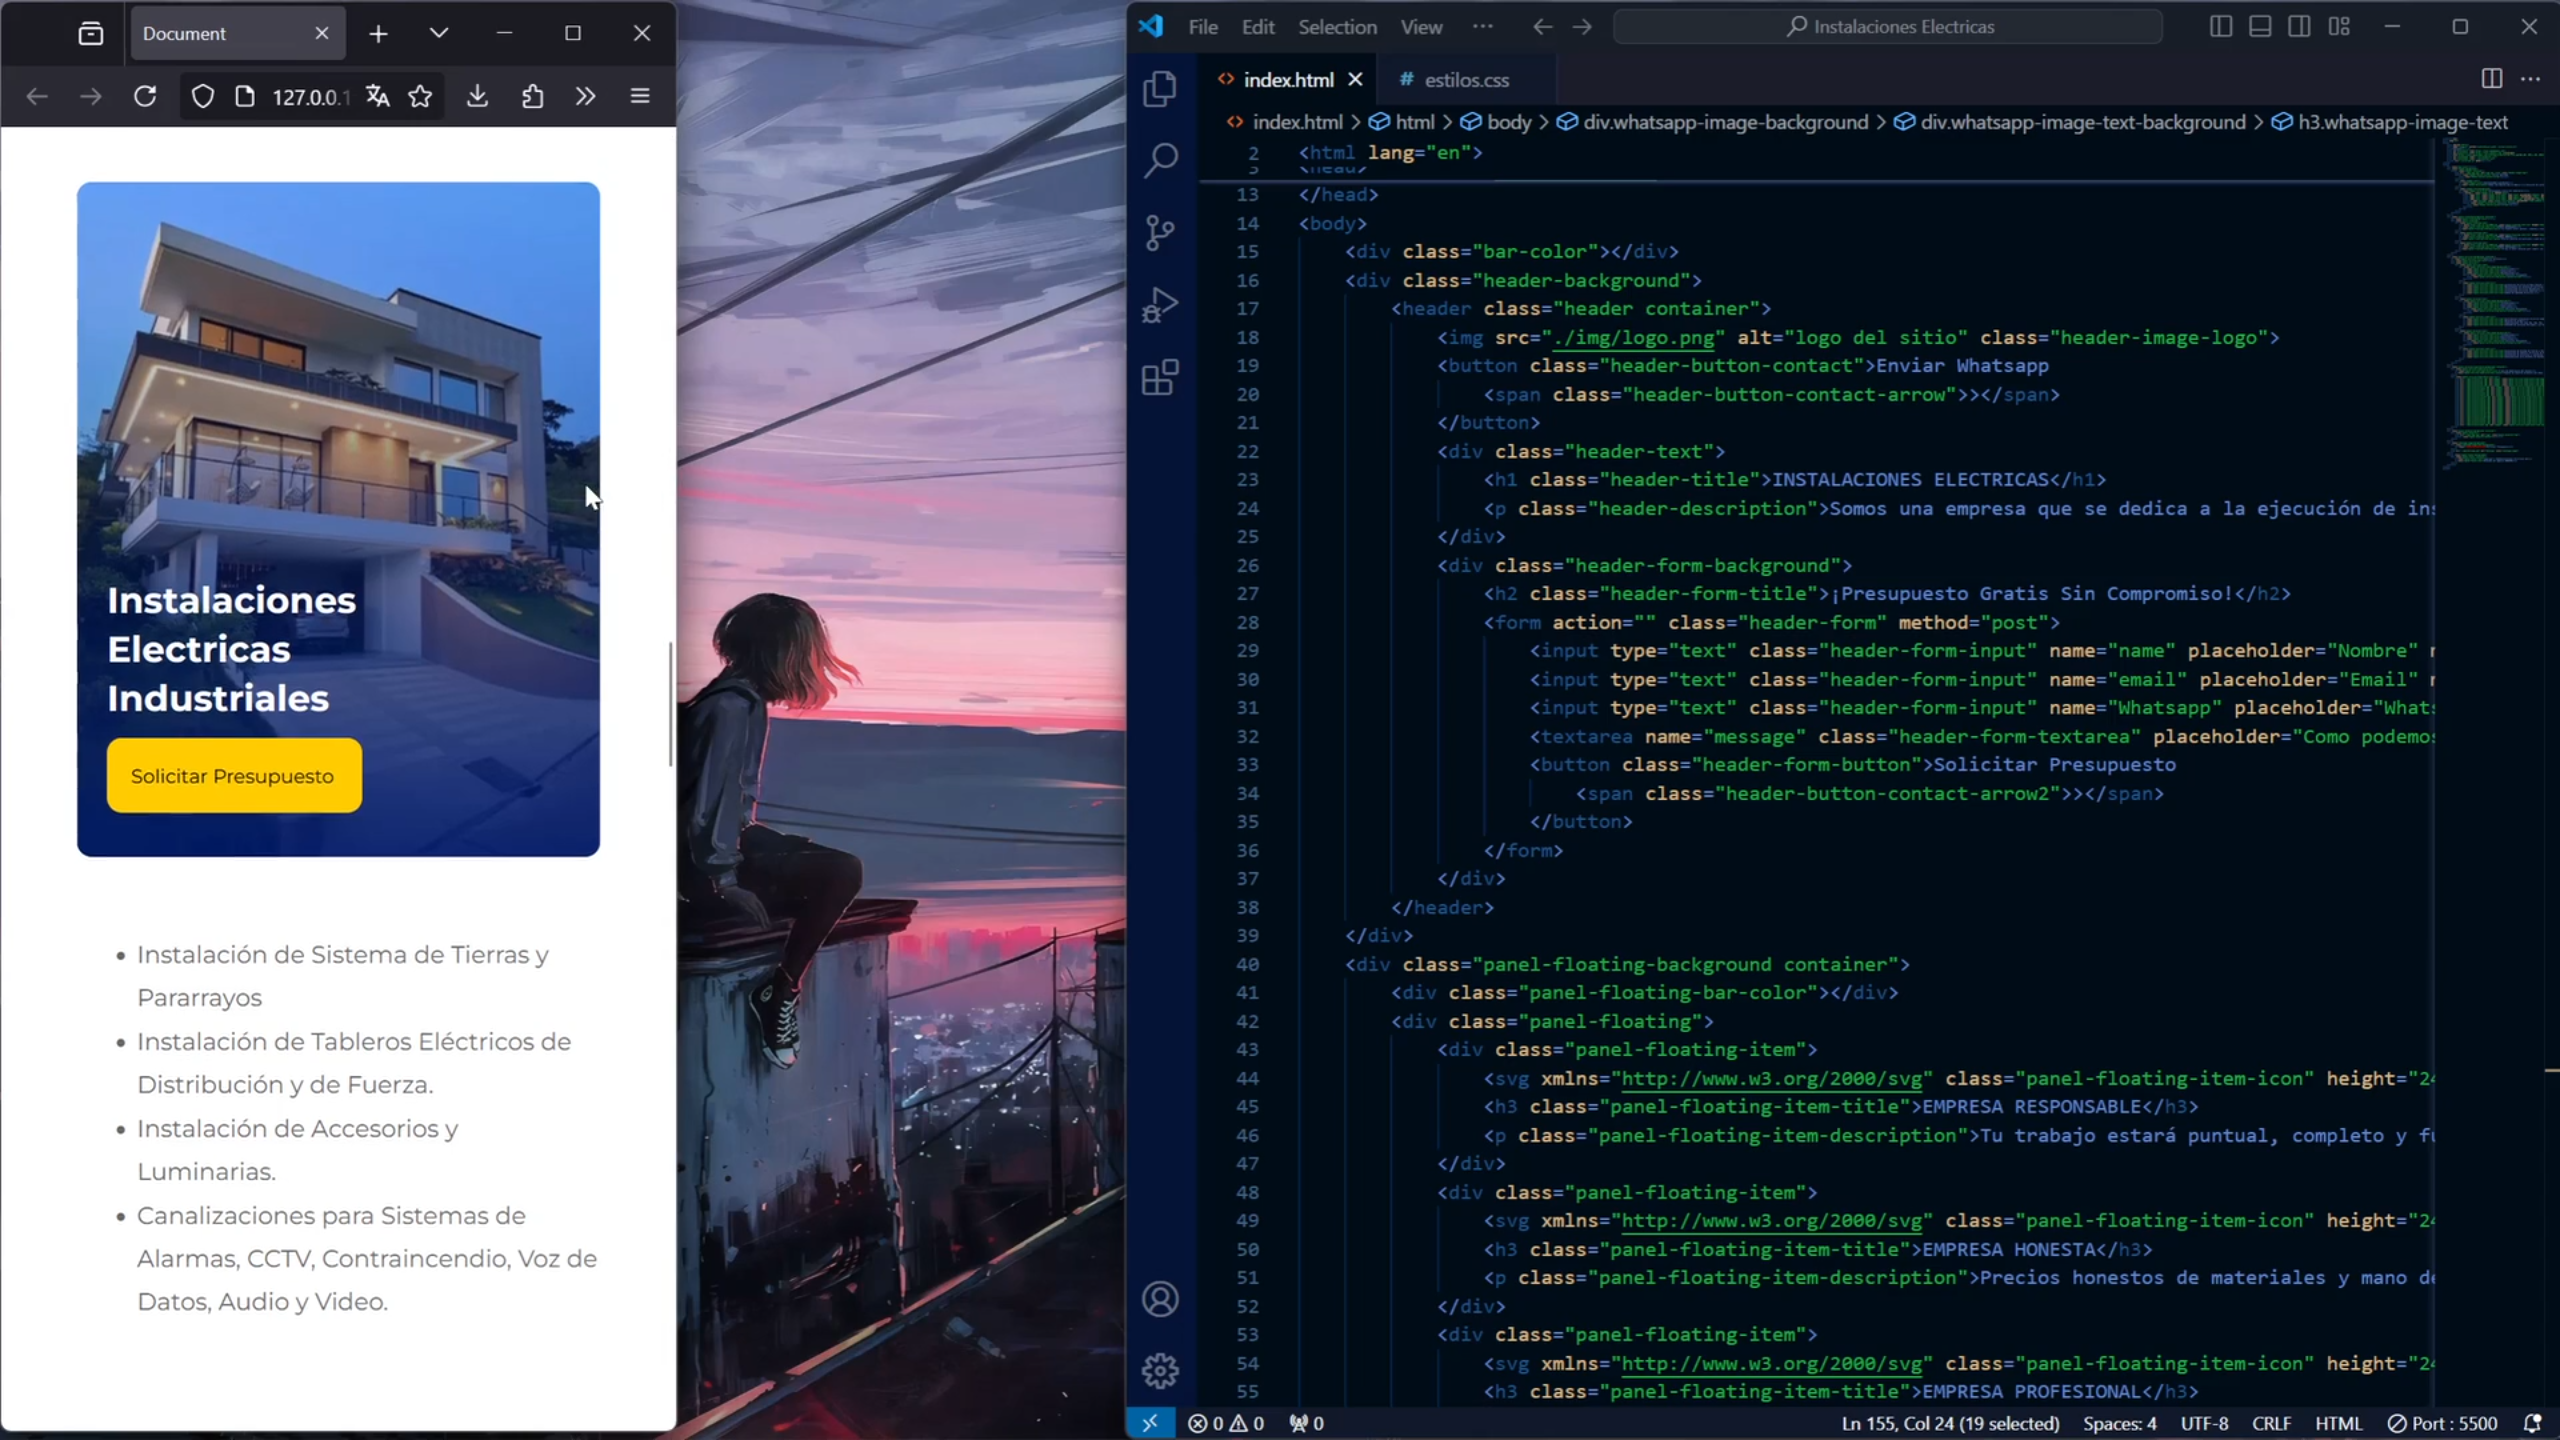 Document
127.0.0.1
Instalaciones
Electricas
Industriales
Solicitar Presupuesto
• Instalación de Sistema de Tierras y
Pararrayos
• Instalación de Tableros Eléctricos de
Distribución y de Fuerza.
• Instalación de Accesorios y
Luminarias.
• Canalizaciones para Sistemas de
Alarmas, CCTV, Contraincendio, Voz de
Datos, Audio y Video.
File Edit Selection View ··· Instalaciones Electricas
index.html # estilos.css
index.html > html > body > div.whatsapp-image-background > div.whatsapp-image-text-background > h3.whatsapp-image-text
2 <html lang="en">
3 <head>
13 </head>
14 <body>
15 <div class="bar-color"></div>
16 <div class="header-background">
17 <header class="header container">
18 <img src="./img/logo.png" alt="logo del sitio" class="header-image-logo">
19 <button class="header-button-contact">Enviar Whatsapp
20 <span class="header-button-contact-arrow">></span>
21 </button>
22 <div class="header-text">
23 <h1 class="header-title">INSTALACIONES ELECTRICAS</h1>
24 <p class="header-description">Somos una empresa que se dedica a la ejecución de ins
25 </div>
26 <div class="header-form-background">
27 <h2 class="header-form-title">¡Presupuesto Gratis Sin Compromiso!</h2>
28 <form action="" class="header-form" method="post">
29 <input type="text" class="header-form-input" name="name" placeholder="Nombre" r
30 <input type="text" class="header-form-input" name="email" placeholder="Email" r
31 <input type="text" class="header-form-input" name="Whatsapp" placeholder="Whats
32 <textarea name="message" class="header-form-textarea" placeholder="Como podemos
33 <button class="header-form-button">Solicitar Presupuesto
34 <span class="header-button-contact-arrow2">></span>
35 </button>
36 </form>
37 </div>
38 </header>
39 </div>
40 <div class="panel-floating-background container">
41 <div class="panel-floating-bar-color"></div>
42 <div class="panel-floating">
43 <div class="panel-floating-item">
44 <svg xmlns="http://www.w3.org/2000/svg" class="panel-floating-item-icon" height="24
45 <h3 class="panel-floating-item-title">EMPRESA RESPONSABLE</h3>
46 <p class="panel-floating-item-description">Tu trabajo estará puntual, completo y fu
47 </div>
48 <div class="panel-floating-item">
49 <svg xmlns="http://www.w3.org/2000/svg" class="panel-floating-item-icon" height="24
50 <h3 class="panel-floating-item-title">EMPRESA HONESTA</h3>
51 <p class="panel-floating-item-description">Precios honestos de materiales y mano de
52 </div>
53 <div class="panel-floating-item">
54 <svg xmlns="http://www.w3.org/2000/svg" class="panel-floating-item-icon" height="24
55 <h3 class="panel-floating-item-title">EMPRESA PROFESIONAL</h3>
0 0 0 Ln 155, Col 24 (19 selected) Spaces: 4 UTF-8 CRLF HTML Port : 5500